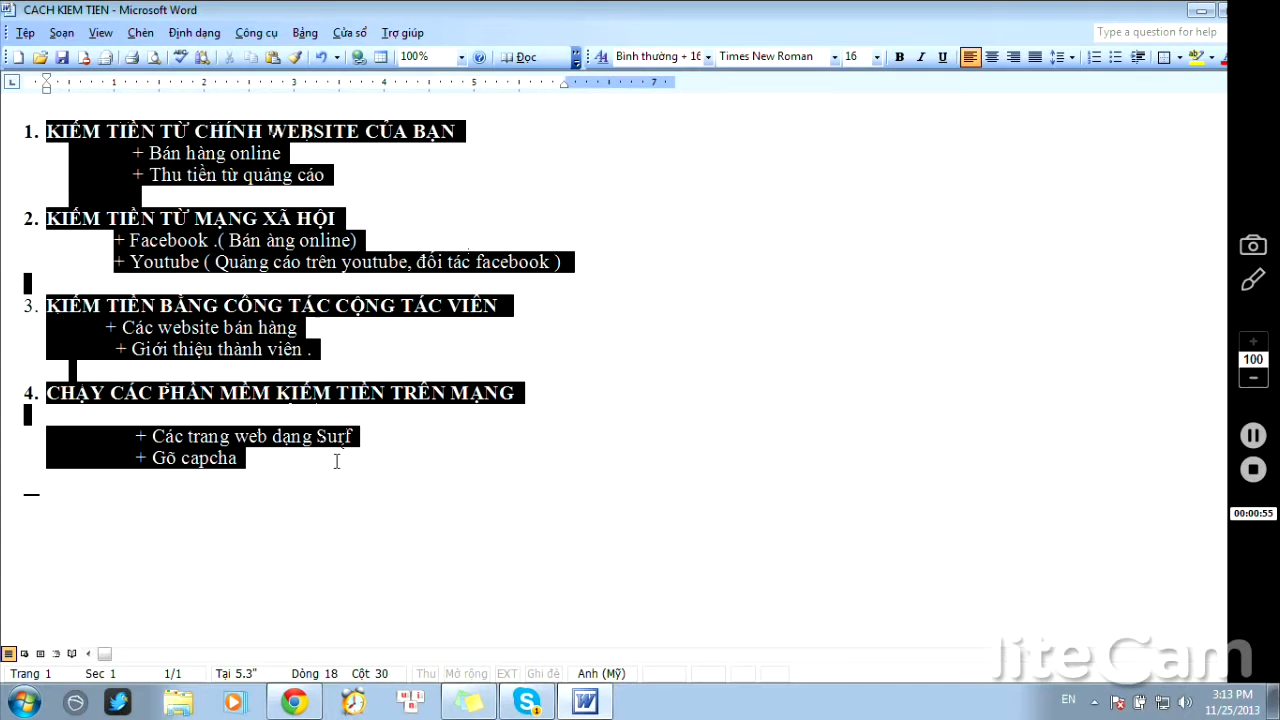 CACH KIEM TIEN - Microsoft Word
Tệp Soạn View Chèn Định dạng Công cụ Bảng Cửa sổ Trợ giúp Type a question for help
100% Đọc Bình thường + 16 Times New Roman 16 B I U
1 2 3 4 5 7
1. KIẾM TIỀN TỪ CHÍNH WEBSITE CỦA BẠN
+ Bán hàng online
+ Thu tiền từ quảng cáo
2. KIẾM TIỀN TỪ MẠNG XÃ HỘI
+ Facebook .( Bán àng online)
+ Youtube ( Quảng cáo trên youtube, đối tác facebook )
3. KIẾM TIỀN BẰNG CÔNG TÁC CỘNG TÁC VIÊN
+ Các website bán hàng
+ Giới thiệu thành viên .
4. CHẠY CÁC PHẦN MỀM KIẾM TIỀN TRÊN MẠNG
+ Các trang web dạng Surf
+ Gõ capcha
100
00:00:55
liteCam
Trang 1 Sec 1 1/1 Tại 5.3" Dòng 18 Cột 30 Thu Mở rộng EXT Ghi đè Anh (Mỹ)
EN 3:13 PM
11/25/2013